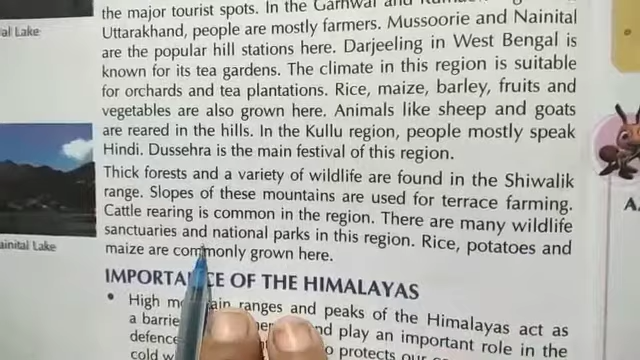 the major tourist spots. In the Garhwal and
Uttarakhand, people are mostly farmers. Mussoorie and Nainital
are the popular hill stations here. Darjeeling in West Bengal is
known for its tea gardens. The climate in this region is suitable
for orchards and tea plantations. Rice, maize, barley, fruits and
vegetables are also grown here. Animals like sheep and goats
are reared in the hills. In the Kullu region, people mostly speak
Hindi. Dussehra is the main festival of this region.
Thick forests and a variety of wildlife are found in the Shiwalik
range. Slopes of these mountains are used for terrace farming.
Cattle rearing is common in the region. There are many wildlife
sanctuaries and national parks in this region. Rice, potatoes and
maize are commonly grown here.
IMPORTANCE OF THE HIMALAYAS
• High mountain ranges and peaks of the Himalayas act as
a barrier and play an important role in the
defence
cold protects our
al Lake
ainital Lake
A.